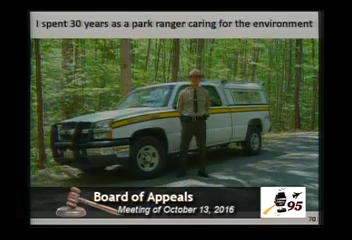 I spent 30 years as a park ranger caring for the environment
Board of Appeals
Meeting of October 13, 2016
95
70